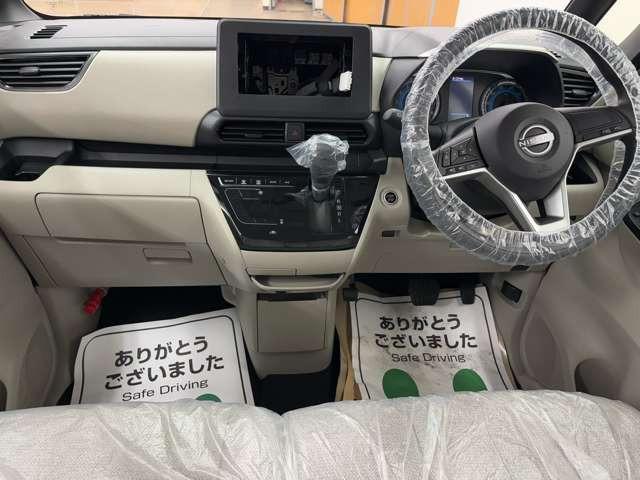 NISSAN
ありがとう
ございました
Safe Driving
ありがとう
ございました
Safe Driving